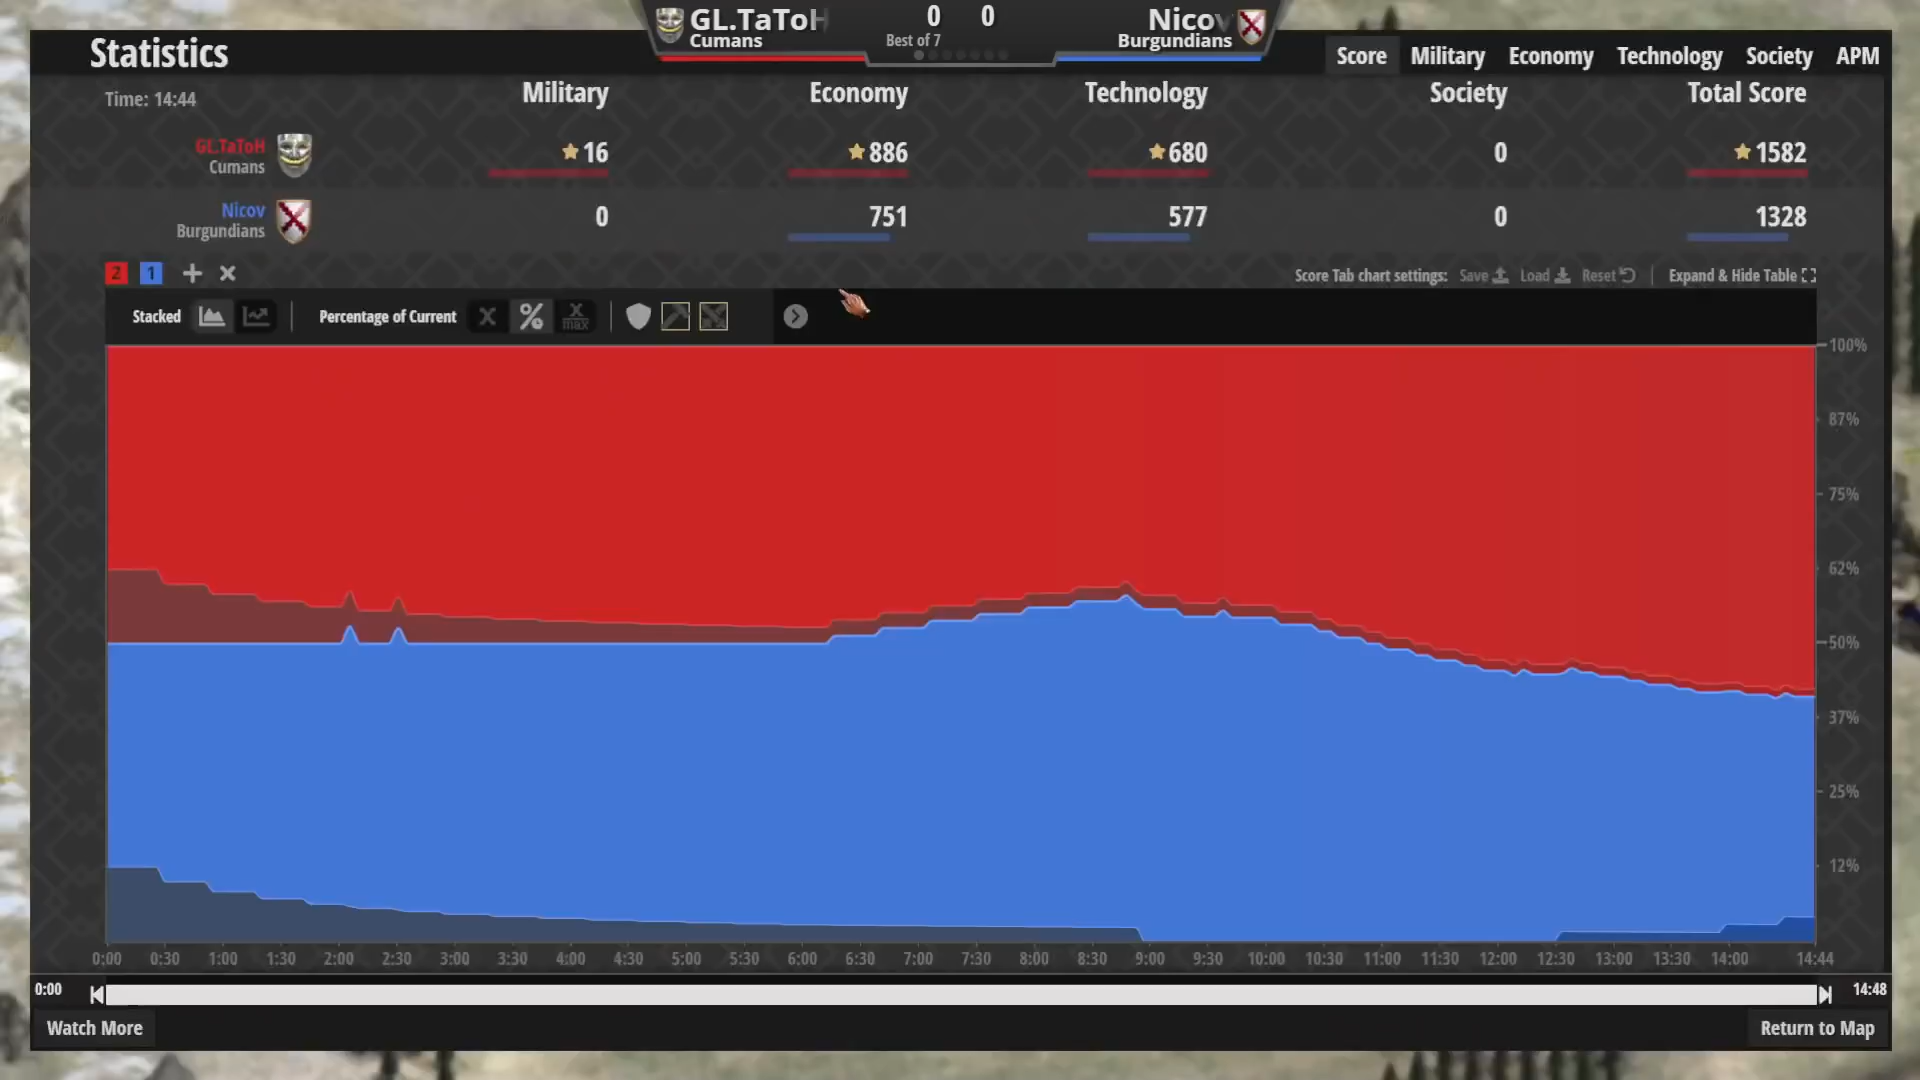 GL.TaToH
Cumans
0 0
Best of 7
Nicov
Burgundians
Statistics
Score Military Economy Technology Society APM
Time: 14:44
Military Economy Technology Society Total Score
GL.TaToH
Cumans
16 886 680 0 1582
Nicov
Burgundians
0 751 577 0 1328
2 1
Score Tab chart settings: Save Load Reset Expand & Hide Table
Stacked Percentage of Current X % X max
100%
87%
75%
62%
50%
37%
25%
12%
0:00 0:30 1:00 1:30 2:00 2:30 3:00 3:30 4:00 4:30 5:00 5:30 6:00 6:30 7:00 7:30 8:00 8:30 9:00 9:30 10:00 10:30 11:00 11:30 12:00 12:30 13:00 13:30 14:00 14:44
0:00 14:48
Watch More Return to Map